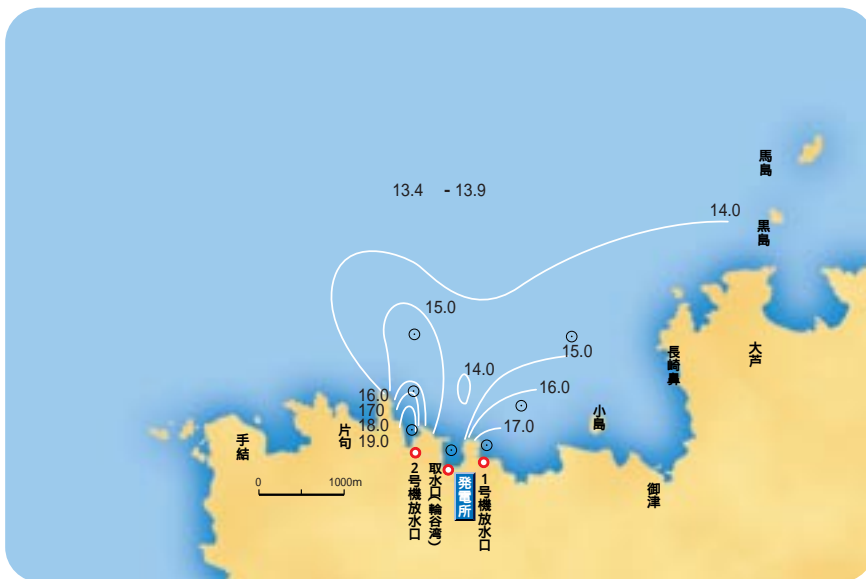 馬島
13.4 - 13.9
14.0
黒島
15.0
15.0
長崎鼻
大芦
14.0
16.0
16.0
170
18.0
19.0
17.0
小島
手結
片句
0 1000m
2号機放水口
取水口(輪谷湾)
発電所
1号機放水口
御津